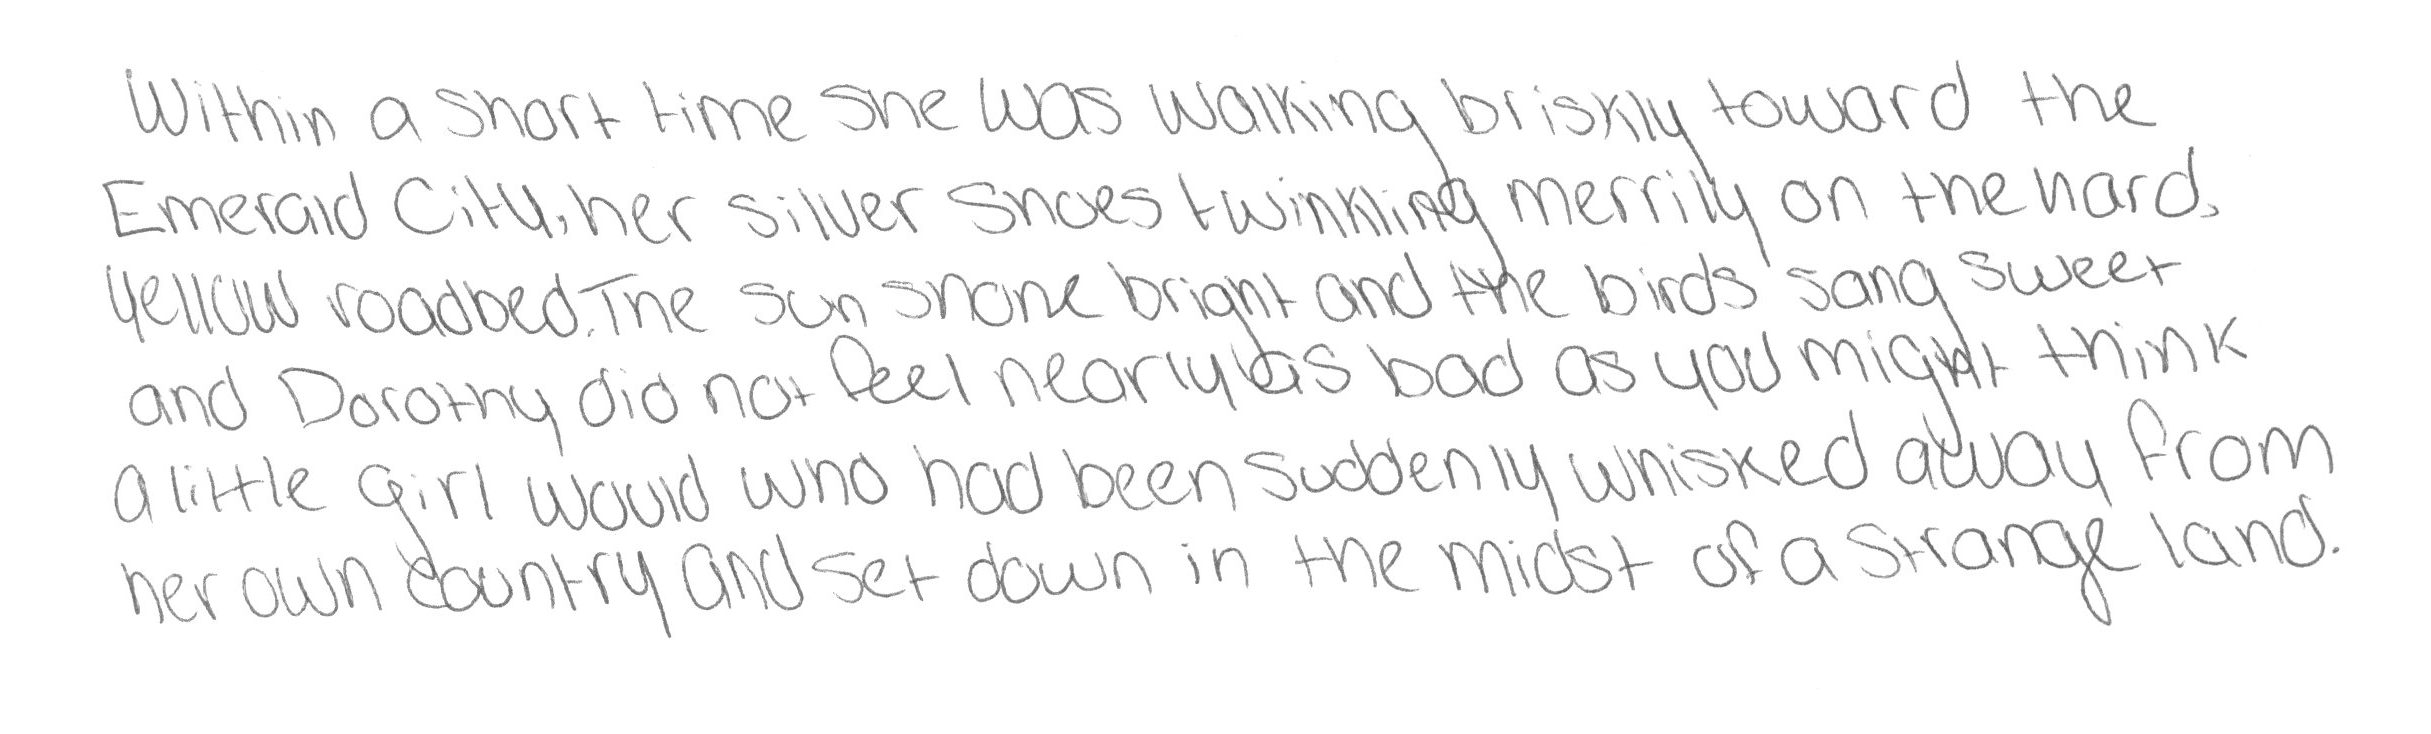 Within a short time she was walking briskly toward the
Emerald City, her silver shoes twinkling merrily on the hard,
yellow roadbed. The sun shone bright and the birds sang sweet
and Dorothy did not feel nearly as bad as you might think
a little girl would who had been suddenly whisked away from
her own country and set down in the midst of a strange land.